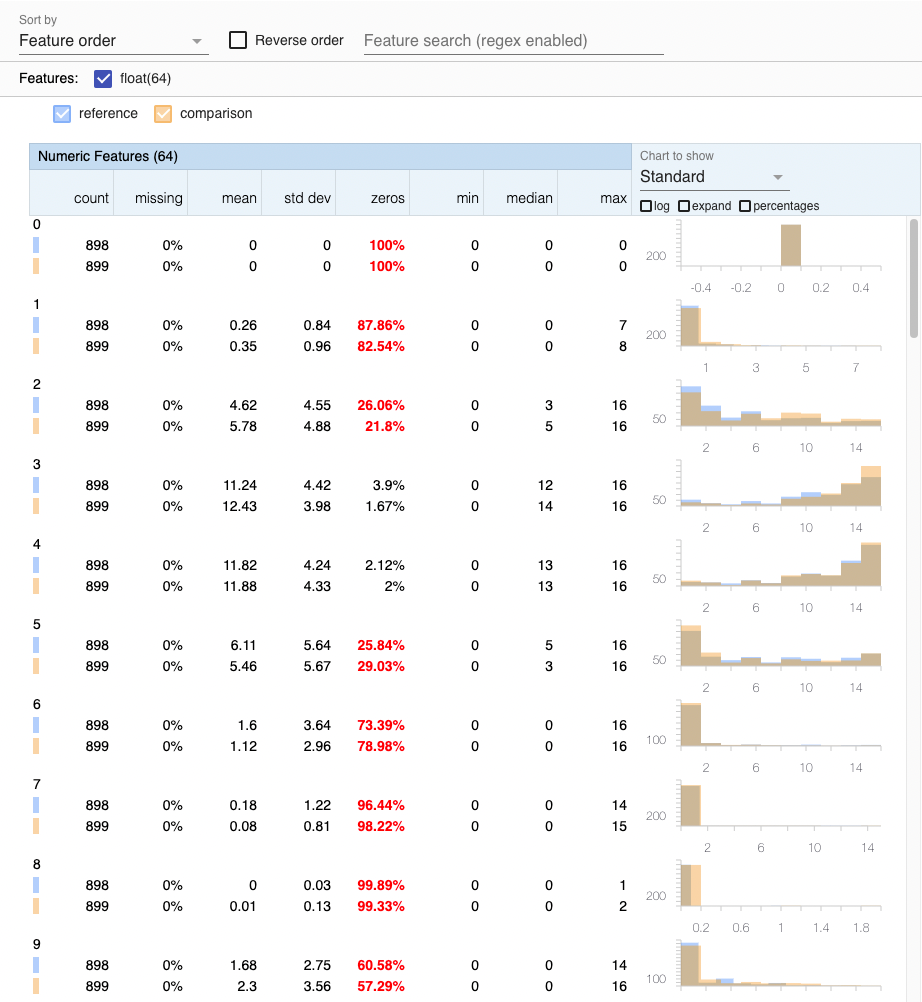 Sort by
Feature order
Reverse order
Feature search (regex enabled)
Features: float(64)
reference comparison
Numeric Features (64)
Chart to show
Standard
count missing mean std dev zeros min median max
log expand percentages
0
898 0% 0 0 100% 0 0 0
899 0% 0 0 100% 0 0 0
200
-0.4 -0.2 0 0.2 0.4
1
898 0% 0.26 0.84 87.86% 0 0 7
899 0% 0.35 0.96 82.54% 0 0 8
200
1 3 5 7
2
898 0% 4.62 4.55 26.06% 0 3 16
899 0% 5.78 4.88 21.8% 0 5 16
50
2 6 10 14
3
898 0% 11.24 4.42 3.9% 0 12 16
899 0% 12.43 3.98 1.67% 0 14 16
50
2 6 10 14
4
898 0% 11.82 4.24 2.12% 0 13 16
899 0% 11.88 4.33 2% 0 13 16
50
2 6 10 14
5
898 0% 6.11 5.64 25.84% 0 5 16
899 0% 5.46 5.67 29.03% 0 3 16
50
2 6 10 14
6
898 0% 1.6 3.64 73.39% 0 0 16
899 0% 1.12 2.96 78.98% 0 0 16
100
2 6 10 14
7
898 0% 0.18 1.22 96.44% 0 0 14
899 0% 0.08 0.81 98.22% 0 0 15
200
2 6 10 14
8
898 0% 0 0.03 99.89% 0 0 1
899 0% 0.01 0.13 99.33% 0 0 2
200
0.2 0.6 1 1.4 1.8
9
898 0% 1.68 2.75 60.58% 0 0 14
899 0% 2.3 3.56 57.29% 0 0 16
100